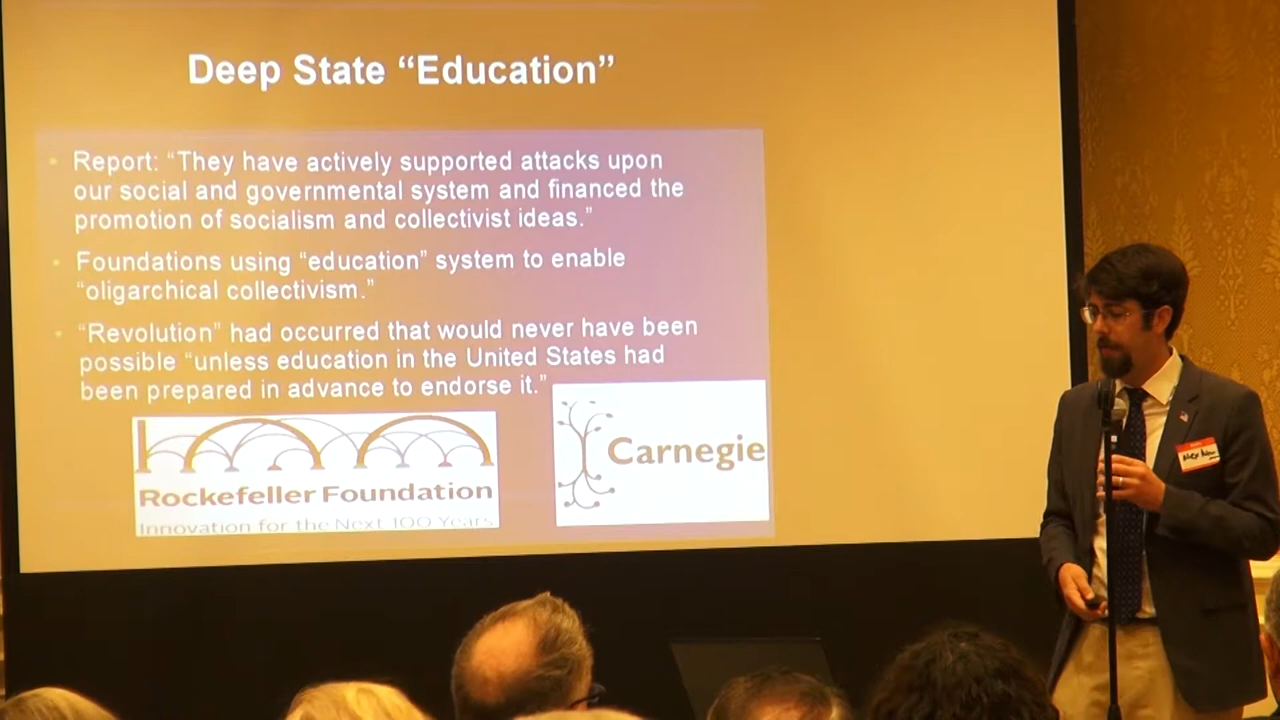 Deep State “Education”
Report: “They have actively supported attacks upon
our social and governmental system and financed the
promotion of socialism and collectivist ideas.”
Foundations using “education” system to enable
“oligarchical collectivism.”
“Revolution” had occurred that would never have been
possible “unless education in the United States had
been prepared in advance to endorse it.”
Rockefeller Foundation
Innovation for the Next 100 Years
Carnegie